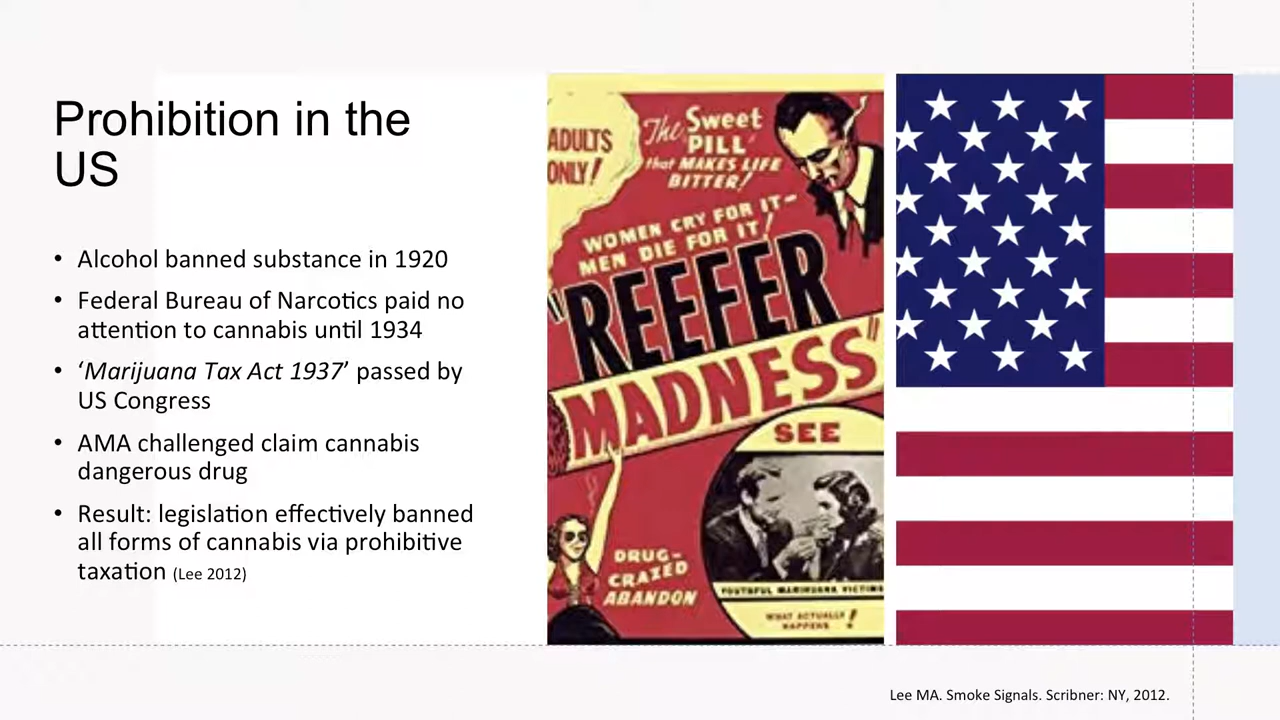 Prohibition in the
US
• Alcohol banned substance in 1920
• Federal Bureau of Narcotics paid no
attention to cannabis until 1934
• ‘Marijuana Tax Act 1937’ passed by
US Congress
• AMA challenged claim cannabis
dangerous drug
• Result: legislation effectively banned
all forms of cannabis via prohibitive
taxation (Lee 2012)
ADULTS
ONLY!
The Sweet
'PILL'
that MAKES LIFE
BITTER!
WOMEN CRY FOR IT-
MEN DIE FOR IT!
"REEFER
MADNESS"
SEE
DRUG-
CRAZED
ABANDON
YOUTHFUL MARIHUANA VICTIMS
WHAT ACTUALLY
HAPPENS!
Lee MA. Smoke Signals. Scribner: NY, 2012.